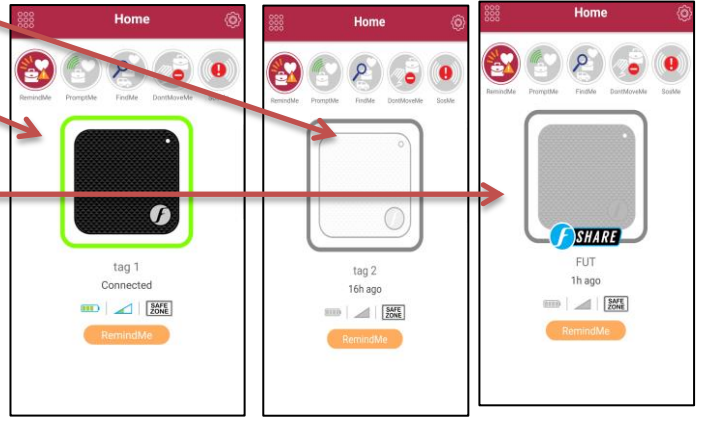 Home
RemindMe PromptMe FindMe DontMoveMe SosMe
tag 1
Connected
SAFE ZONE
RemindMe
Home
RemindMe PromptMe FindMe DontMoveMe SosMe
tag 2
16h ago
SAFE ZONE
RemindMe
Home
RemindMe PromptMe FindMe DontMoveMe SosMe
f SHARE
FUT
1h ago
SAFE ZONE
RemindMe